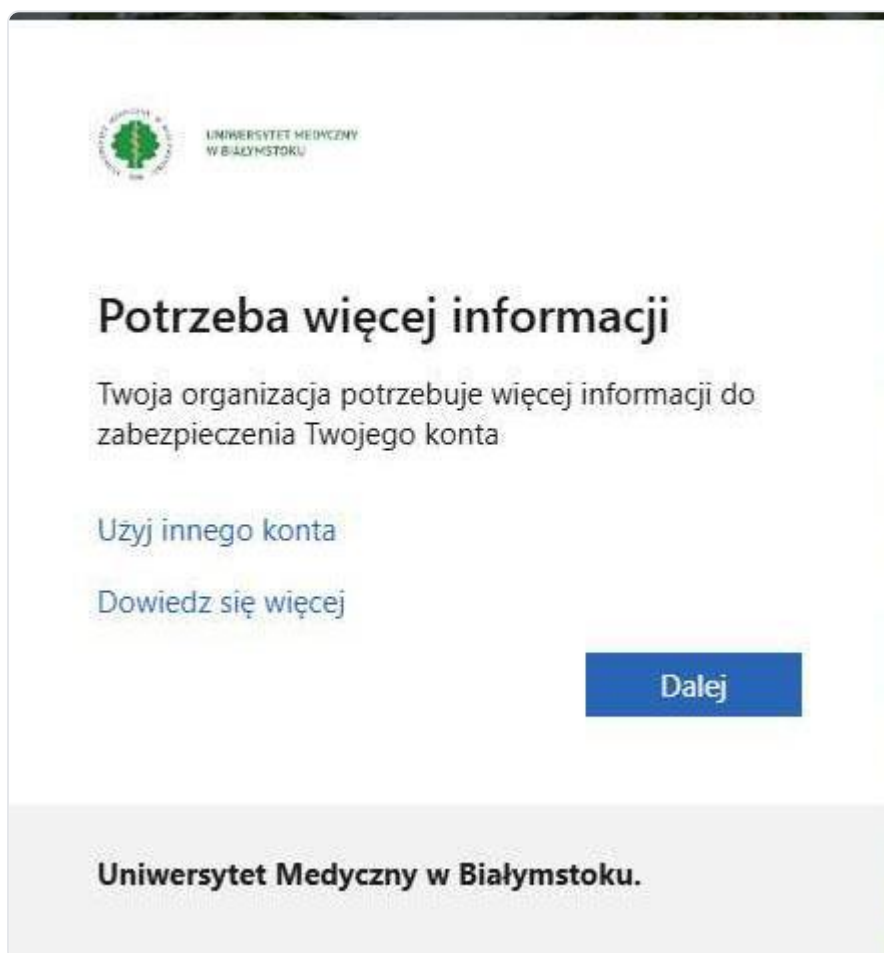 UNIWERSYTET MEDYCZNY
W BIAŁYMSTOKU
Potrzeba więcej informacji
Twoja organizacja potrzebuje więcej informacji do
zabezpieczenia Twojego konta
Użyj innego konta
Dowiedz się więcej
Dalej
Uniwersytet Medyczny w Białymstoku.